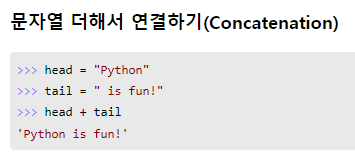 문자열 더해서 연결하기(Concatenation)
>>> head = "Python"
>>> tail = " is fun!"
>>> head + tail
'Python is fun!'